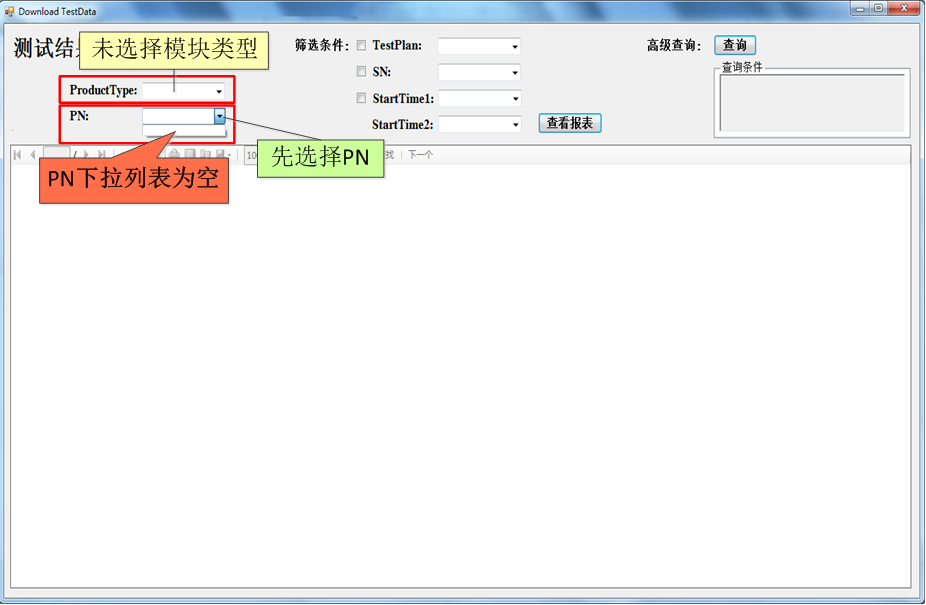 Download TestData
测试结
未选择模块类型
筛选条件:
TestPlan:
高级查询:
查询
SN:
查询条件
ProductType:
StartTime1:
PN:
StartTime2:
查看报表
/
10
先选择PN
找
下一个
PN下拉列表为空